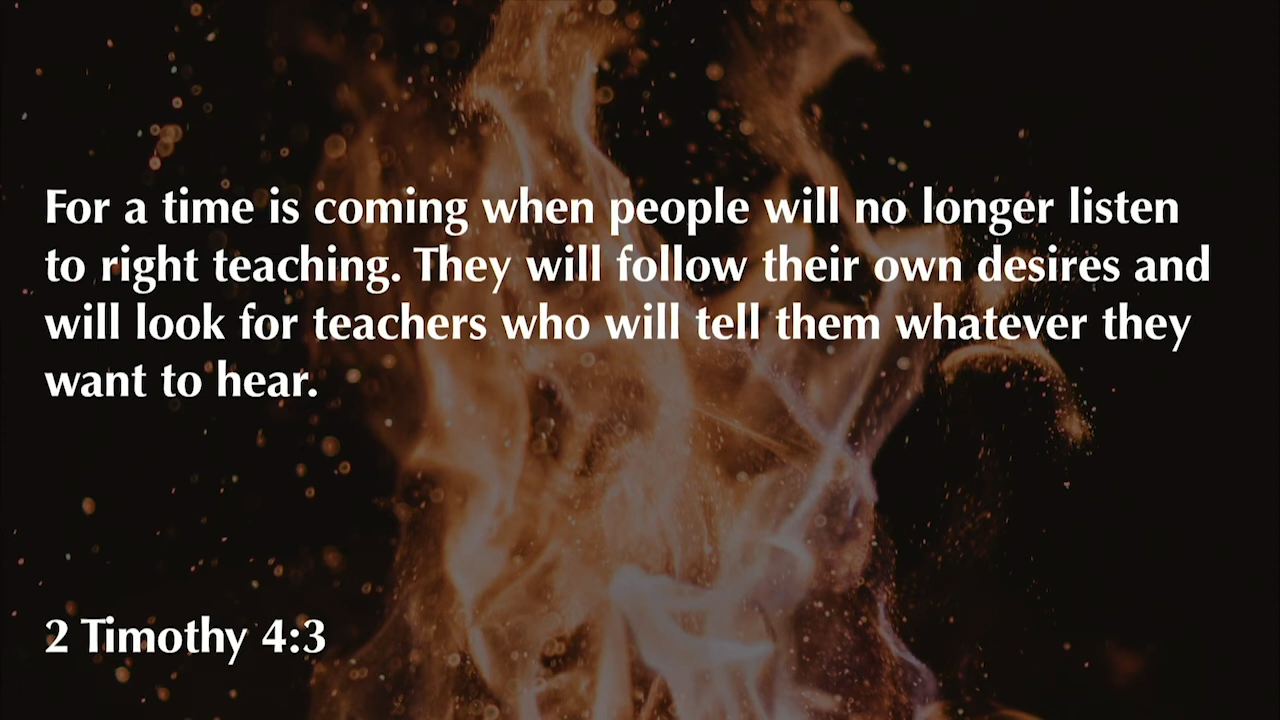 For a time is coming when people will no longer listen
to right teaching. They will follow their own desires and
will look for teachers who will tell them whatever they
want to hear.
2 Timothy 4:3